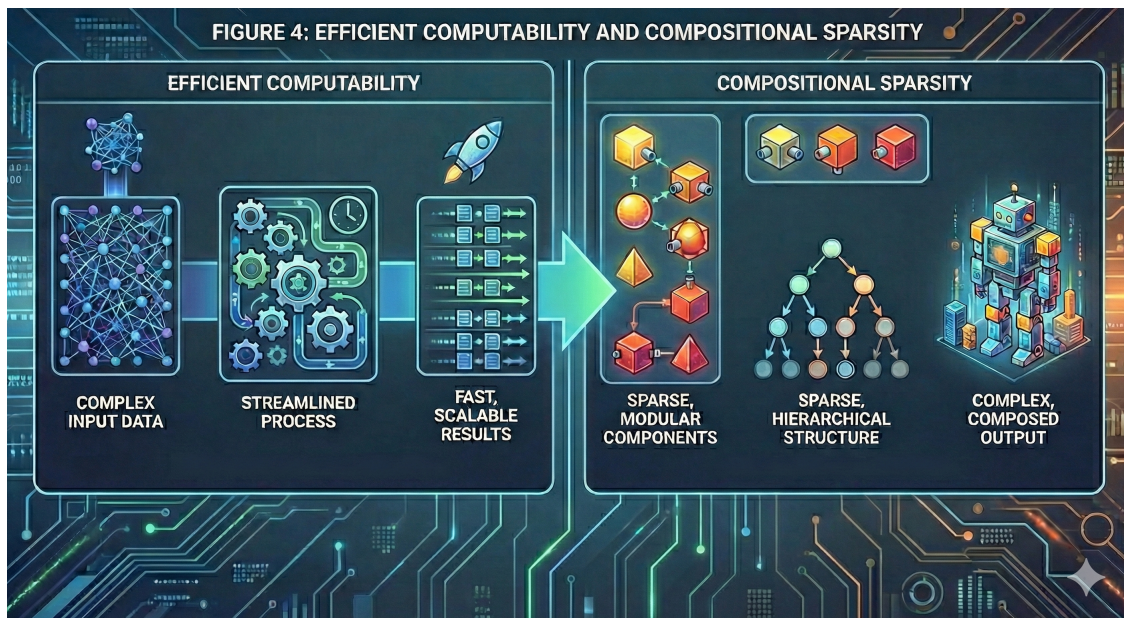 FIGURE 4: EFFICIENT COMPUTABILITY AND COMPOSITIONAL SPARSITY
EFFICIENT COMPUTABILITY
COMPLEX
INPUT DATA
STREAMLINED
PROCESS
FAST,
SCALABLE
RESULTS
COMPOSITIONAL SPARSITY
SPARSE,
MODULAR
COMPONENTS
SPARSE,
HIERARCHICAL
STRUCTURE
COMPLEX,
COMPOSED
OUTPUT